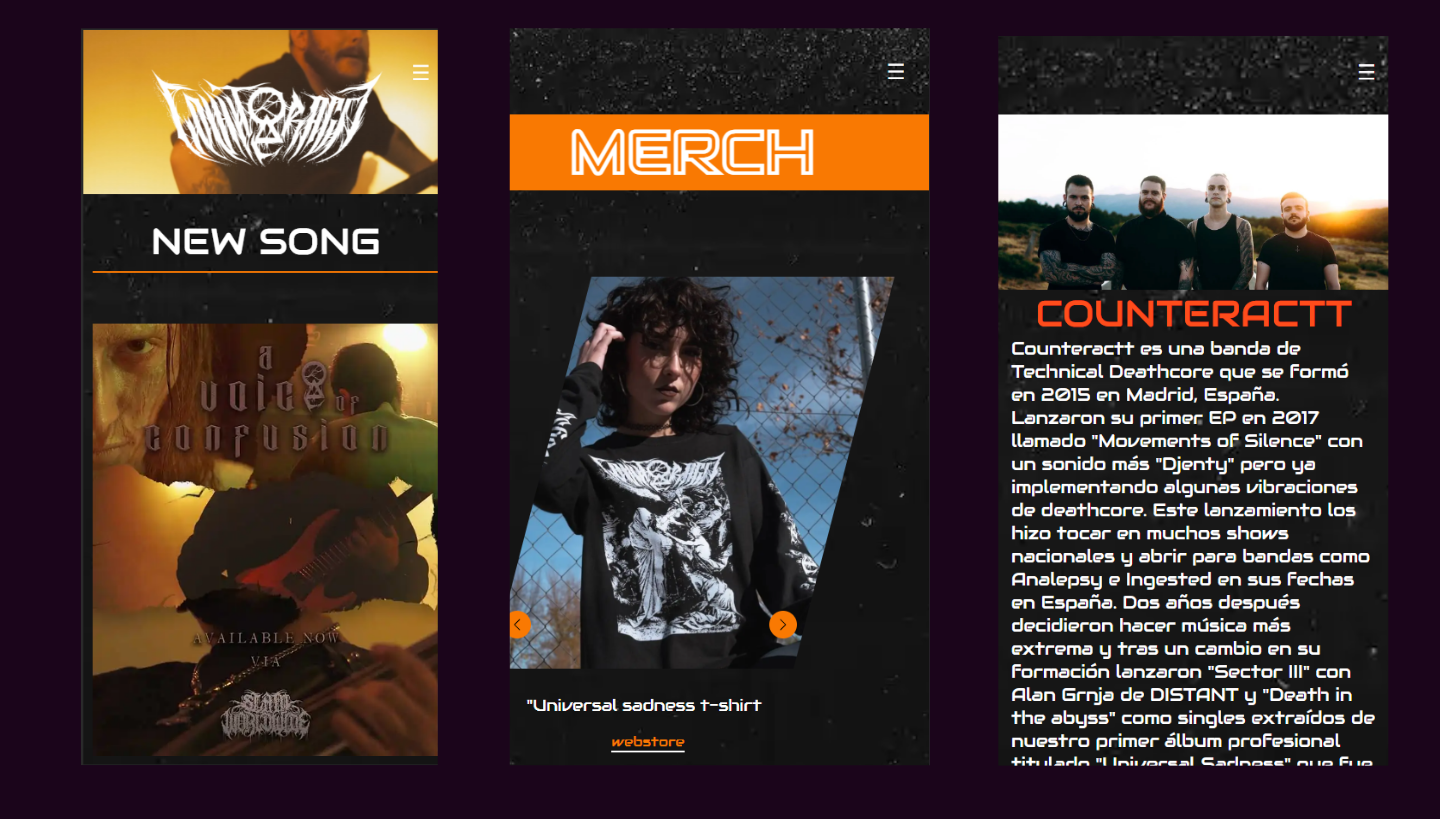 NEW SONG
a
voice of
confusion
AVAILABLE NOW
VIA
SLAM
WORLDWIDE
MERCH
"Universal sadness t-shirt
webstore
COUNTERACTT
Counteractt es una banda de
Technical Deathcore que se formó
en 2015 en Madrid, España.
Lanzaron su primer EP en 2017
llamado "Movements of Silence" con
un sonido más "Djenty" pero ya
implementando algunas vibraciones
de deathcore. Este lanzamiento los
hizo tocar en muchos shows
nacionales y abrir para bandas como
Analepsy e Ingested en sus fechas
en España. Dos años después
decidieron hacer música más
extrema y tras un cambio en su
formación lanzaron "Sector III" con
Alan Grnja de DISTANT y "Death in
the abyss" como singles extraídos de
nuestro primer álbum profesional
titulado "Universal Sadness" que fue